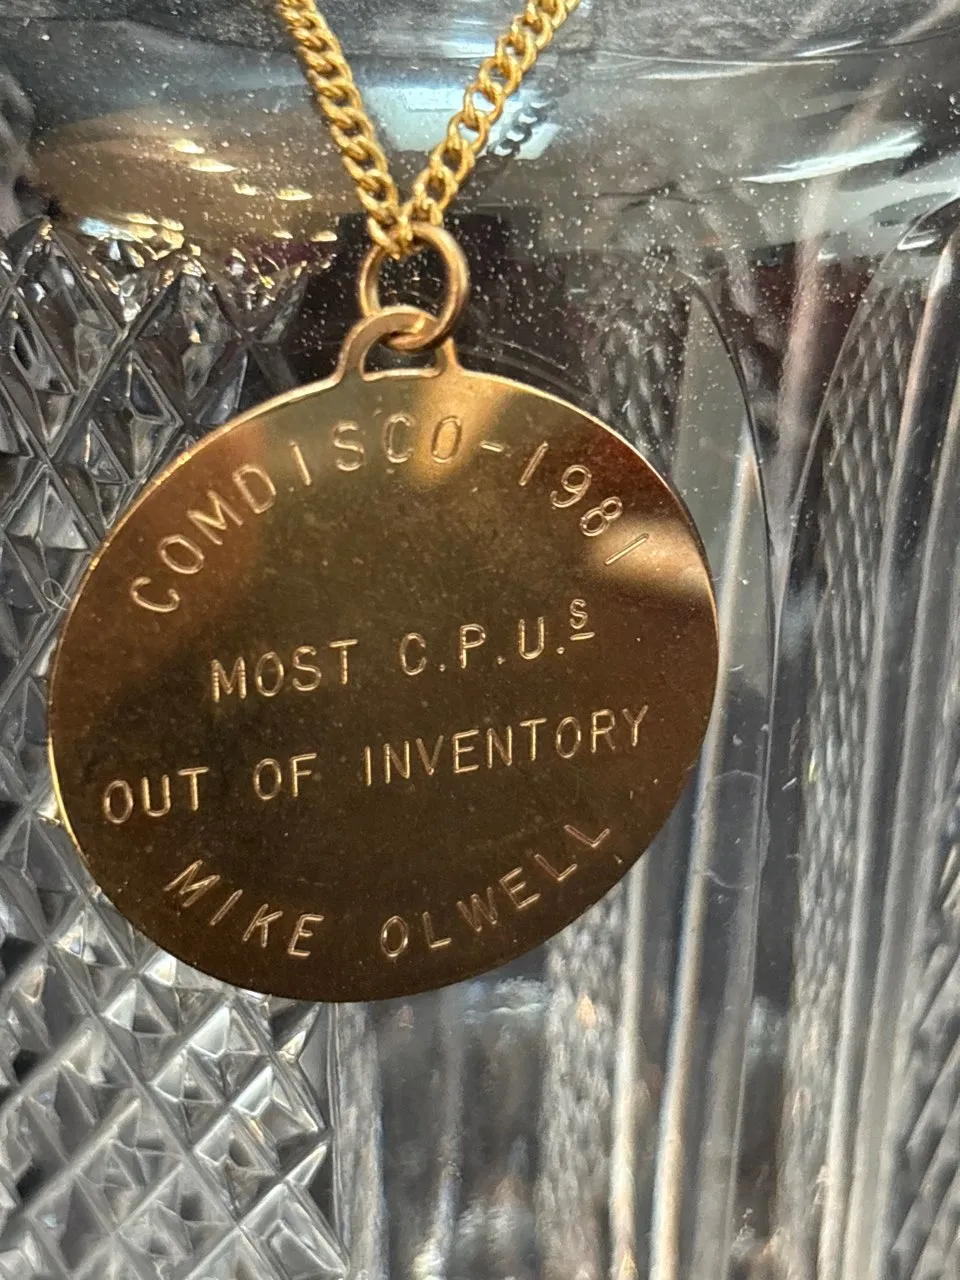 COMDISCO-1981
MOST C.P.U.s
OUT OF INVENTORY
MIKE OLWELL